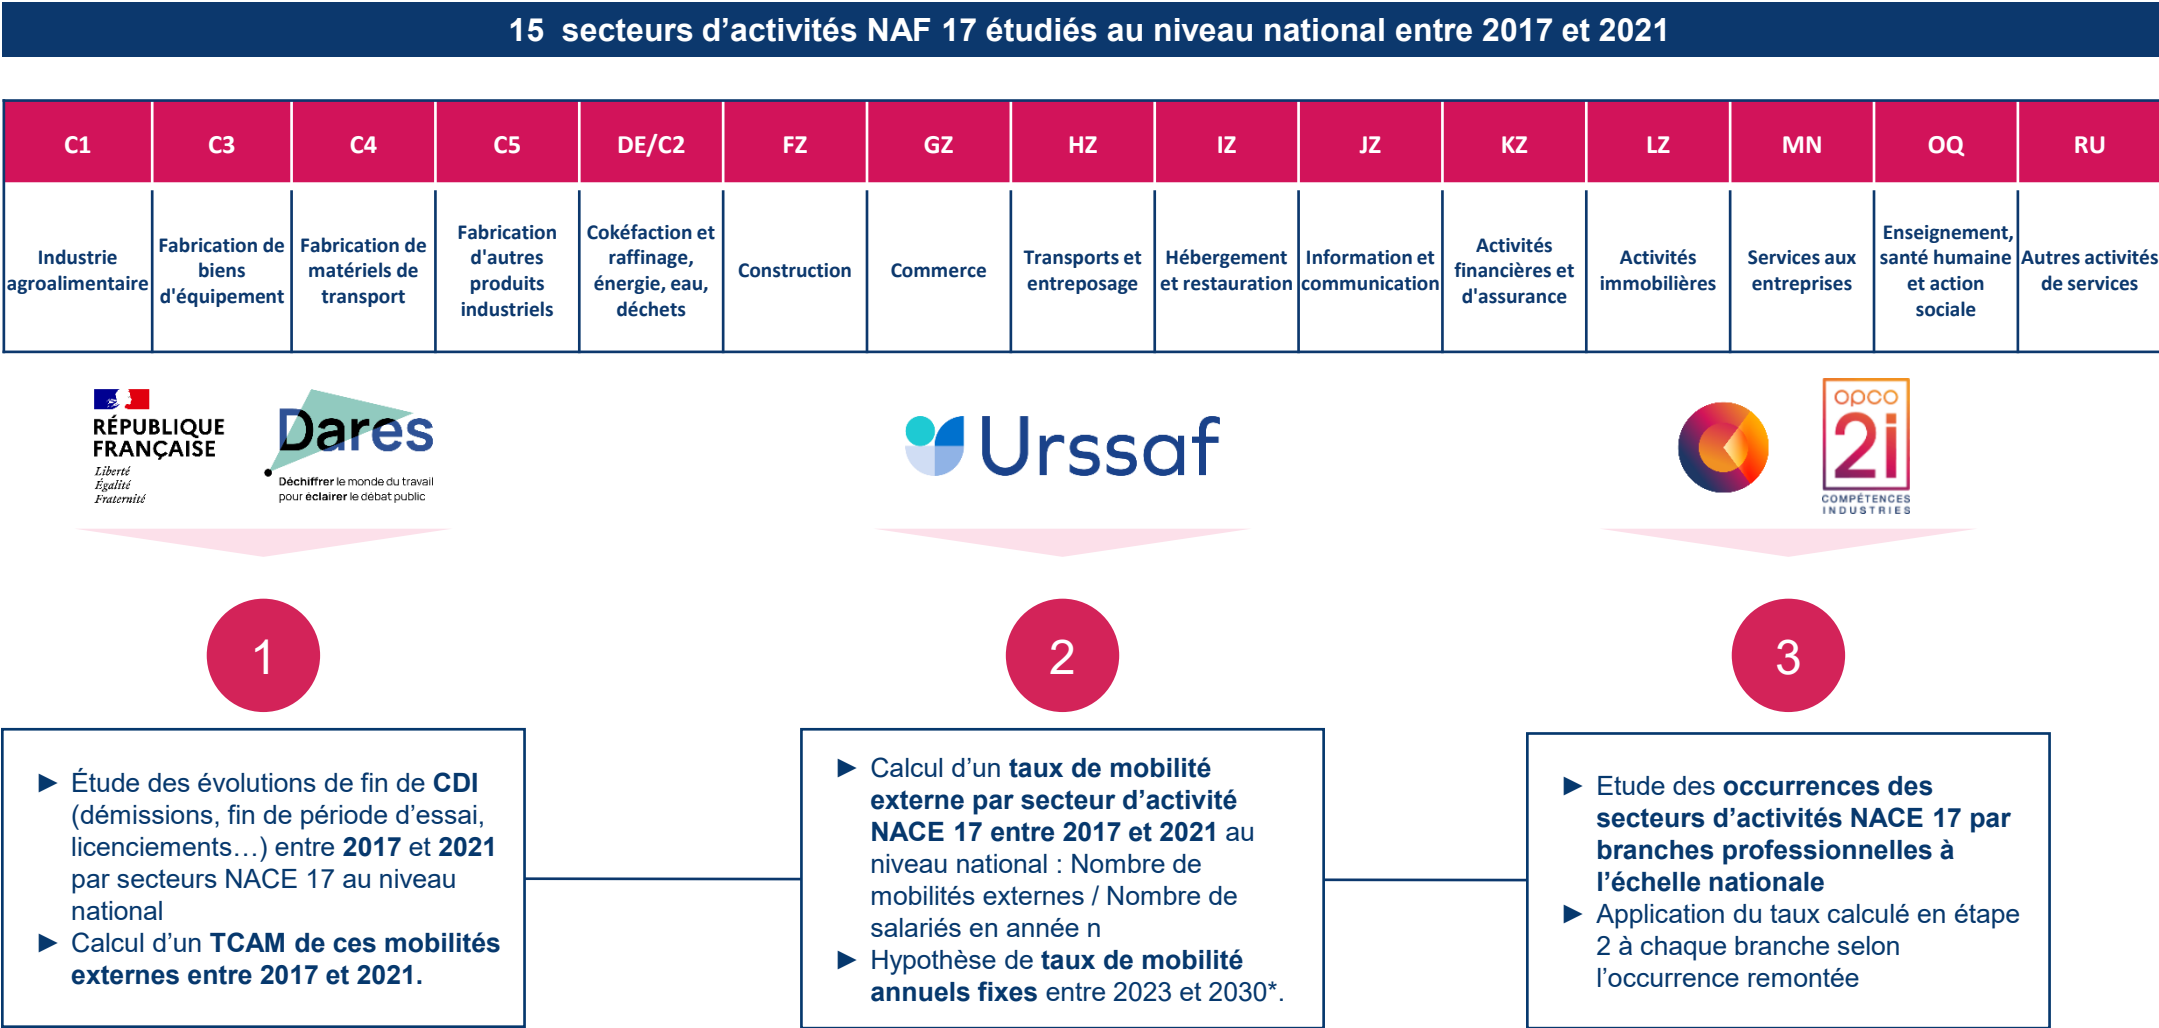 15 secteurs d’activités NAF 17 étudiés au niveau national entre 2017 et 2021
C1
C3
C4
C5
DE/C2
FZ
GZ
HZ
IZ
JZ
KZ
LZ
MN
OQ
RU
Industrie
agroalimentaire
Fabrication de
biens
d'équipement
Fabrication de
matériels de
transport
Fabrication
d'autres
produits
industriels
Cokéfaction et
raffinage,
énergie, eau,
déchets
Construction
Commerce
Transports et
entreposage
Hébergement
et restauration
Information et
communication
Activités
financières et
d'assurance
Activités
immobilières
Services aux
entreprises
Enseignement,
santé humaine
et action
sociale
Autres activités
de services
RÉPUBLIQUE
FRANÇAISE
Liberté
Égalité
Fraternité
Dares
Déchiffrer le monde du travail
pour éclairer le débat public
Urssaf
opco
2i
COMPÉTENCES
INDUSTRIES
1
2
3
► Étude des évolutions de fin de CDI
(démissions, fin de période d’essai,
licenciements…) entre 2017 et 2021
par secteurs NACE 17 au niveau
national
► Calcul d’un TCAM de ces mobilités
externes entre 2017 et 2021.
► Calcul d’un taux de mobilité
externe par secteur d’activité
NACE 17 entre 2017 et 2021 au
niveau national : Nombre de
mobilités externes / Nombre de
salariés en année n
► Hypothèse de taux de mobilité
annuels fixes entre 2023 et 2030*.
► Etude des occurrences des
secteurs d’activités NACE 17 par
branches professionnelles à
l’échelle nationale
► Application du taux calculé en étape
2 à chaque branche selon
l’occurrence remontée